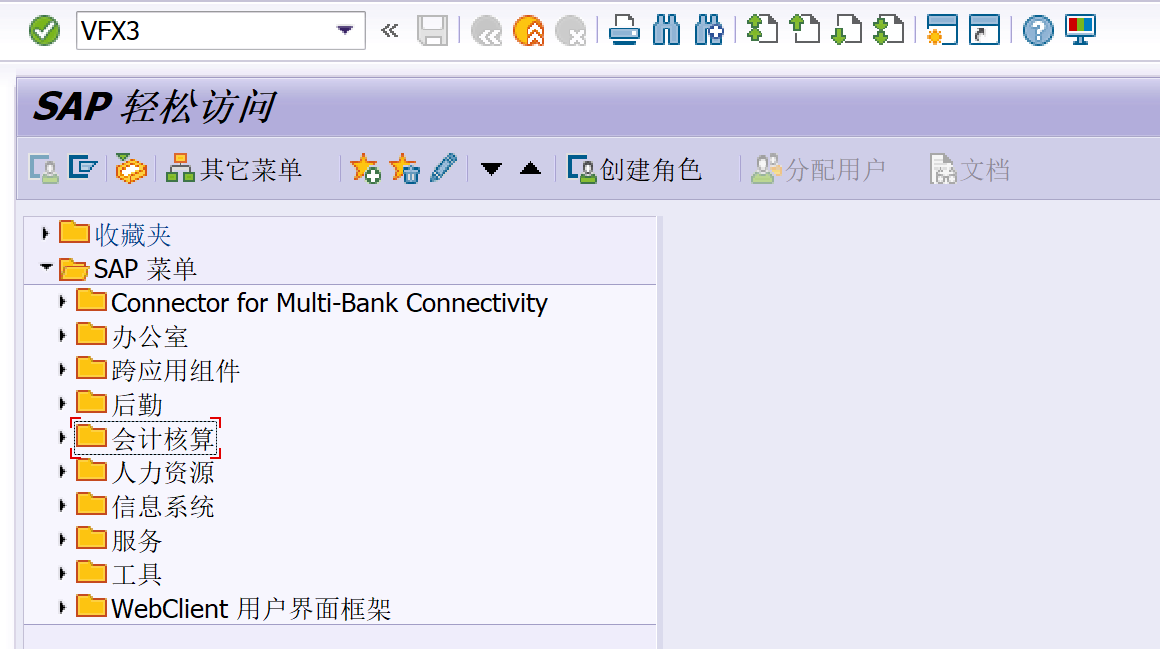 VFX3
SAP 轻松访问
其它菜单 创建角色 分配用户 文档
收藏夹
SAP 菜单
Connector for Multi-Bank Connectivity
办公室
跨应用组件
后勤
会计核算
人力资源
信息系统
服务
工具
WebClient 用户界面框架